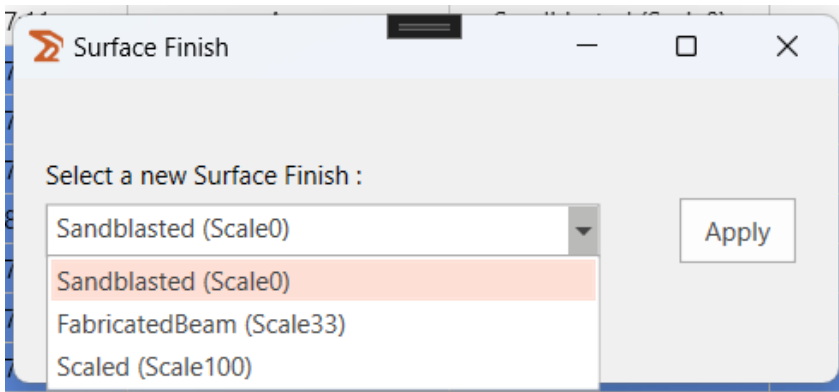 Surface Finish
Select a new Surface Finish :
Sandblasted (Scale0)
Apply
Sandblasted (Scale0)
FabricatedBeam (Scale33)
Scaled (Scale100)